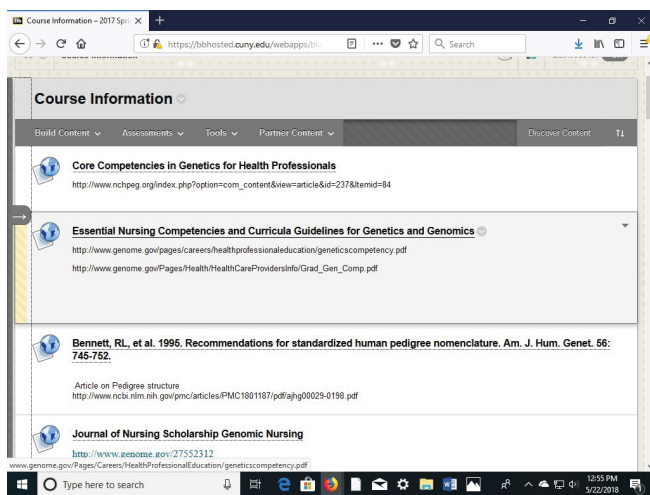 Course Information – 2017 Spri
https://bbhosted.cuny.edu/webapps/bla
Search
Course Information
Course Information
Build Content
Assessments
Tools
Partner Content
Discover Content
Core Competencies in Genetics for Health Professionals
http://www.nchpeg.org/index.php?option=com_content&view=article&id=237&Itemid=84
Essential Nursing Competencies and Curricula Guidelines for Genetics and Genomics
http://www.genome.gov/pages/careers/healthprofessionaleducation/geneticscompetency.pdf
http://www.genome.gov/Pages/Health/HealthCareProvidersInfo/Grad_Gen_Comp.pdf
Bennett, RL, et al. 1995. Recommendations for standardized human pedigree nomenclature. Am. J. Hum. Genet. 56:
745-752.
Article on Pedigree structure
http://www.ncbi.nlm.nih.gov/pmc/articles/PMC1801187/pdf/ajhg00029-0198.pdf
Journal of Nursing Scholarship Genomic Nursing
http://www.genome.gov/27552312
www.genome.gov/Pages/Careers/HealthProfessionalEducation/geneticscompetency.pdf
Type here to search
12:55 PM
5/22/2018